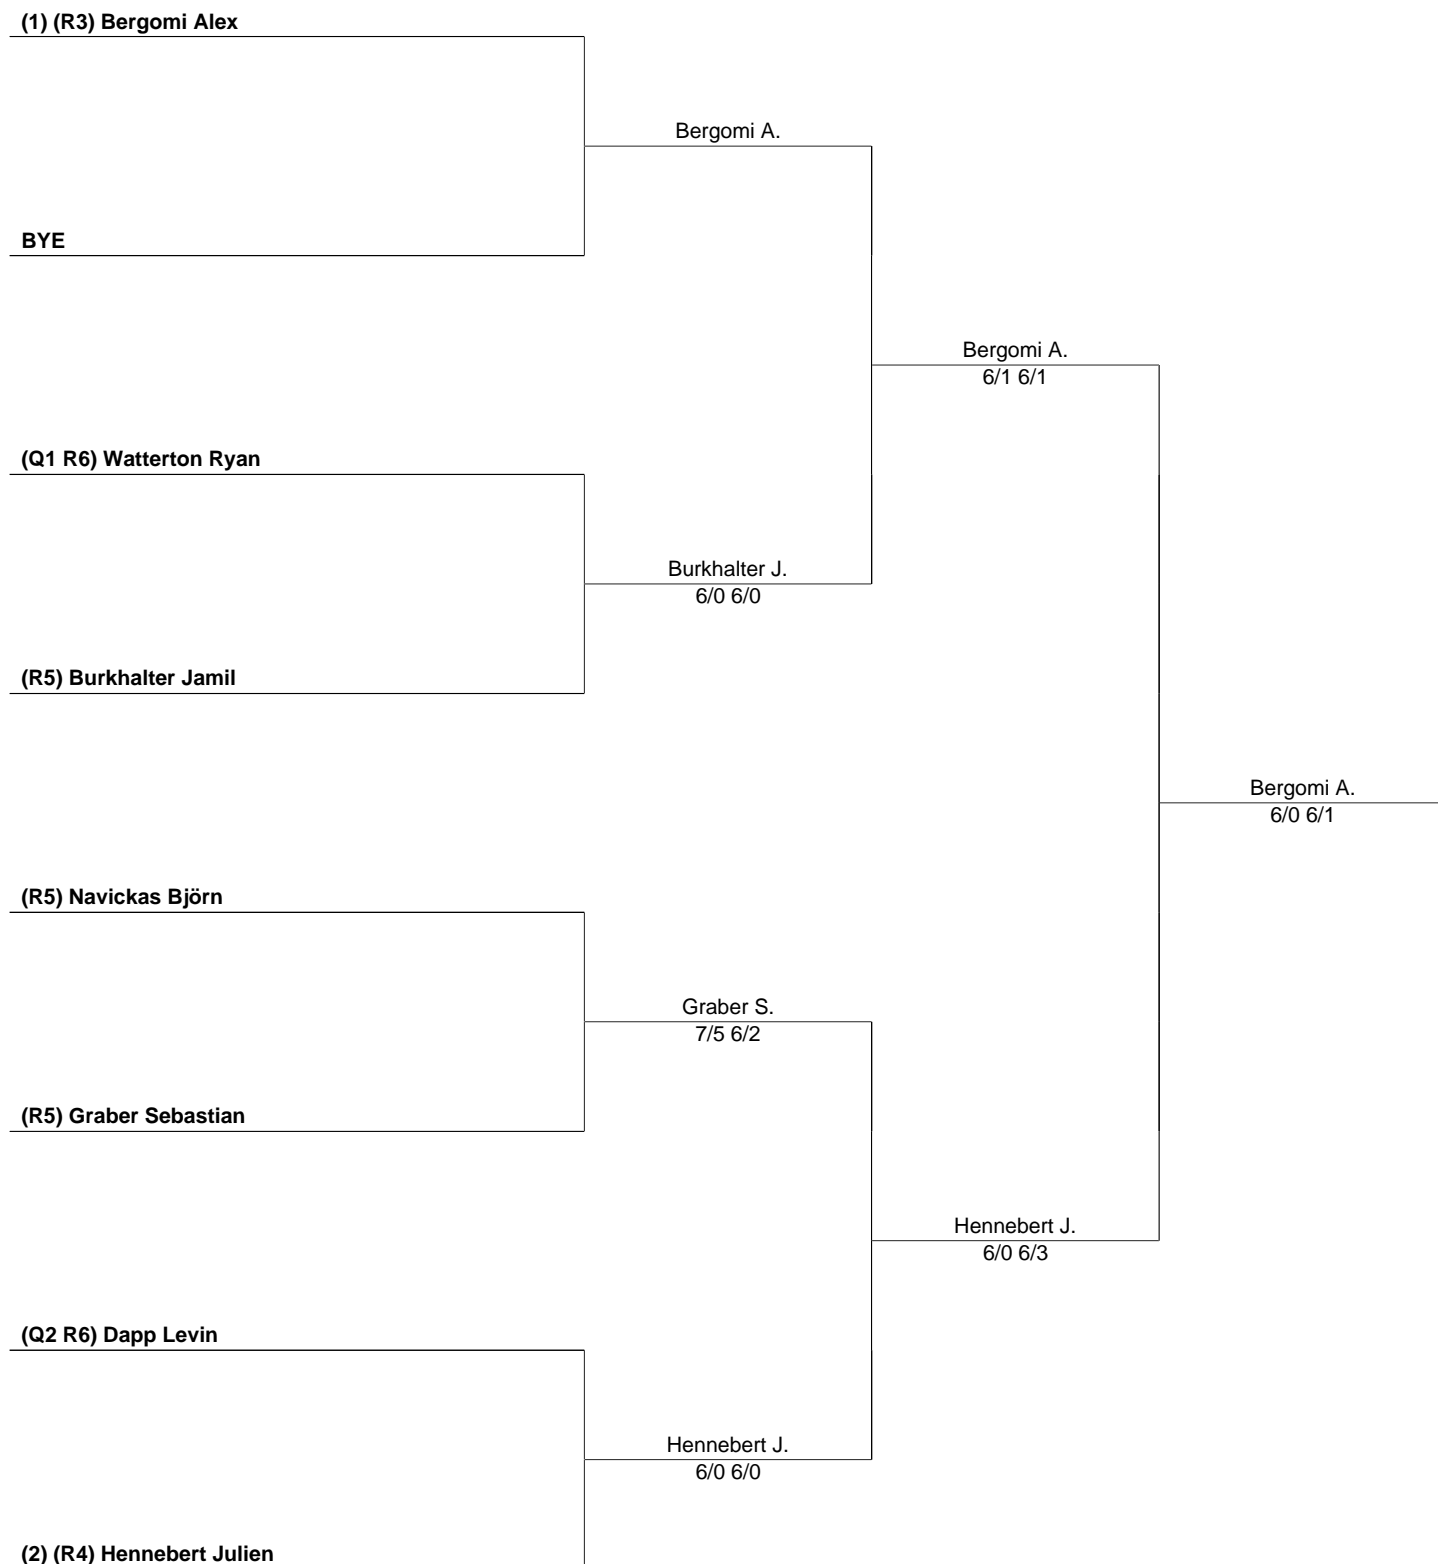 (1) (R3) Bergomi Alex
Bergomi A.
BYE
Bergomi A.
6/1 6/1
(Q1 R6) Watterton Ryan
Burkhalter J.
6/0 6/0
(R5) Burkhalter Jamil
Bergomi A.
6/0 6/1
(R5) Navickas Björn
Graber S.
7/5 6/2
(R5) Graber Sebastian
Hennebert J.
6/0 6/3
(Q2 R6) Dapp Levin
Hennebert J.
6/0 6/0
(2) (R4) Hennebert Julien